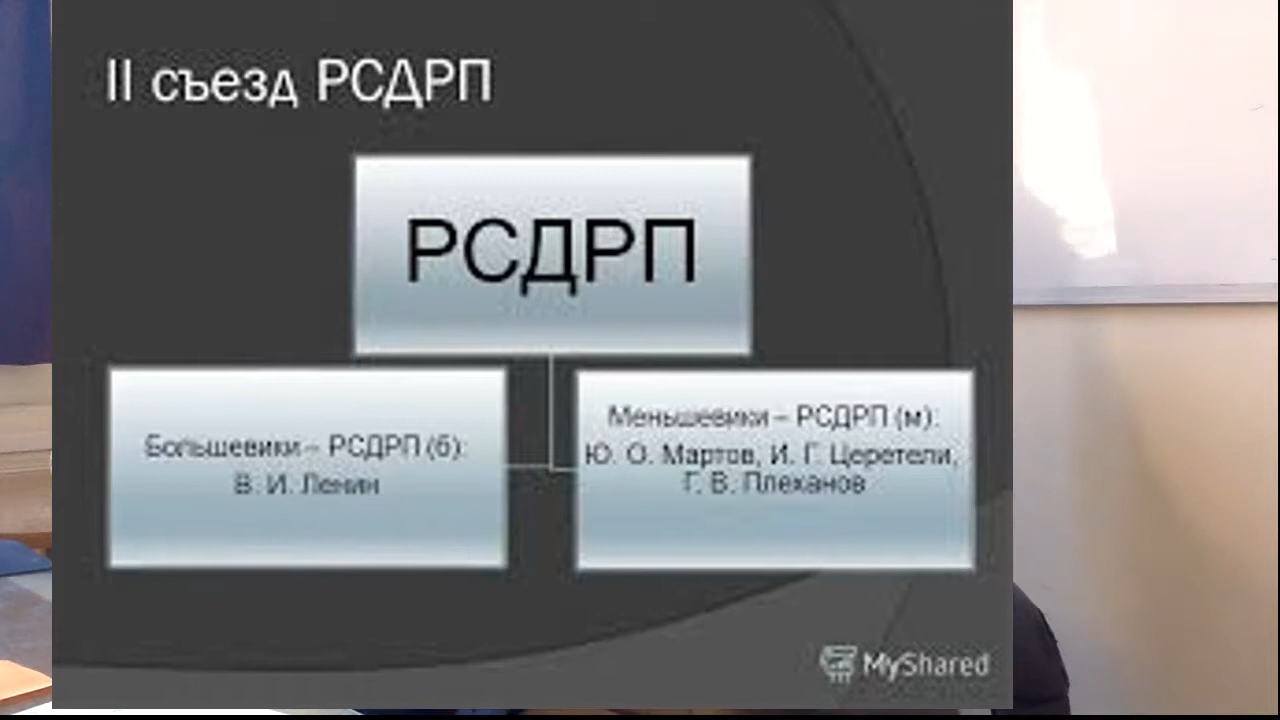 II съезд РСДРП
РСДРП
Большевики – РСДРП (б):
В. И. Ленин
Меньшевики – РСДРП (м):
Ю. О. Мартов, И. Г. Церетели,
Г. В. Плеханов
MyShared